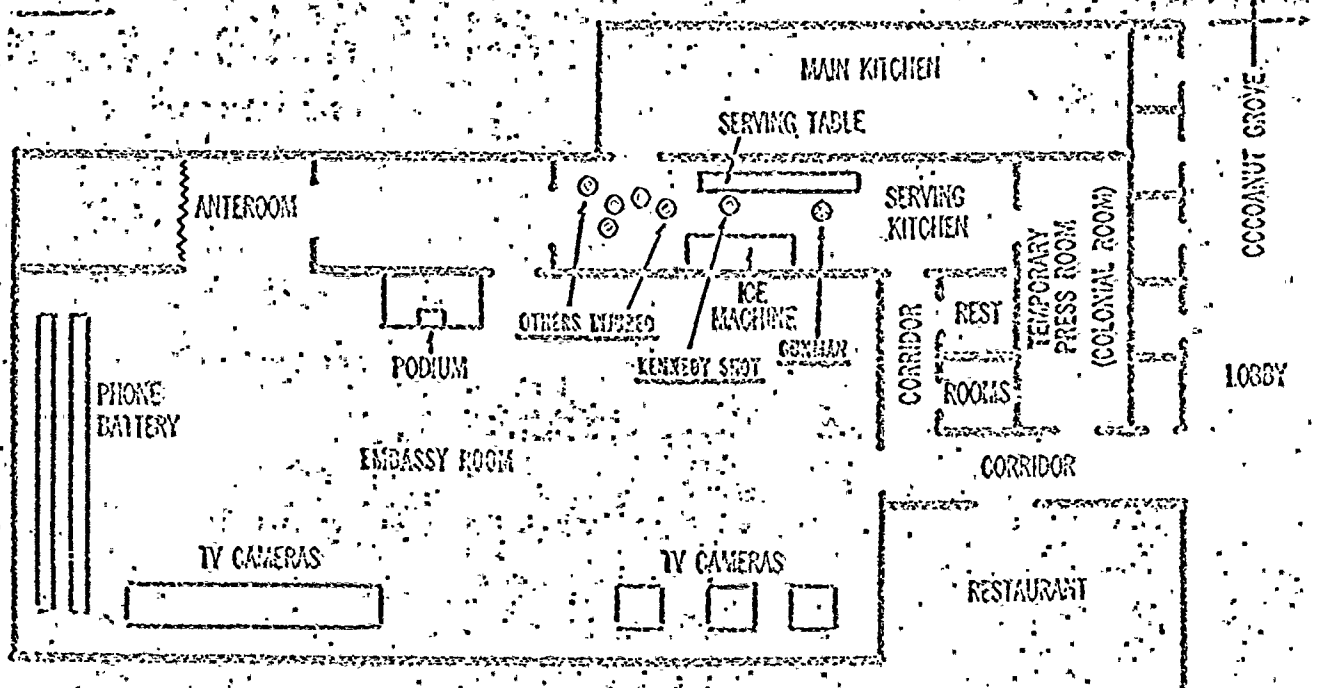 MAIN KITCHEN
SERVING TABLE
COCOANUT GROVE
ANTEROOM
SERVING
KITCHEN
TEMPORARY
PRESS ROOM
(COLONIAL ROOM)
OTHERS INJURED
ICE
MACHINE
KENNEDY SHOT
GUNMAN
CORRIDOR
REST
ROOMS
PODIUM
LOBBY
PHONE
BATTERY
EMBASSY ROOM
CORRIDOR
TV CAMERAS
TV CAMERAS
RESTAURANT